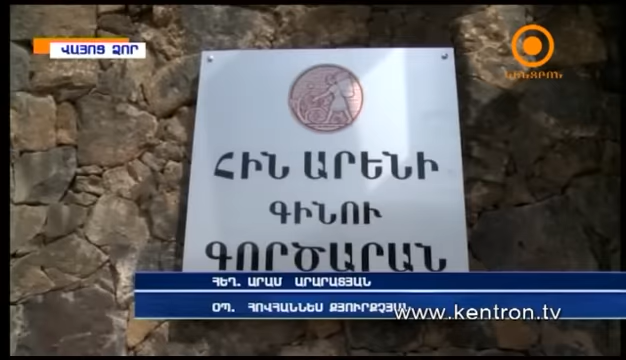 ՎԱՅՈՑ ՁՈՐ
ԿԵՆՏՐՈՆ
ՀԻՆ ԱՐԵՆԻ
ԳԻՆՈՒ
ԳՈՐԾԱՐԱՆ
ՀԵՂ. ԱՐԱՄ ԱՐԱՐԱՏՅԱՆ
ՕՊ. ՀՈՎՀԱՆՆԵՍ ՔՅՈՒՐՔՉՅԱՆ
www.kentron.tv